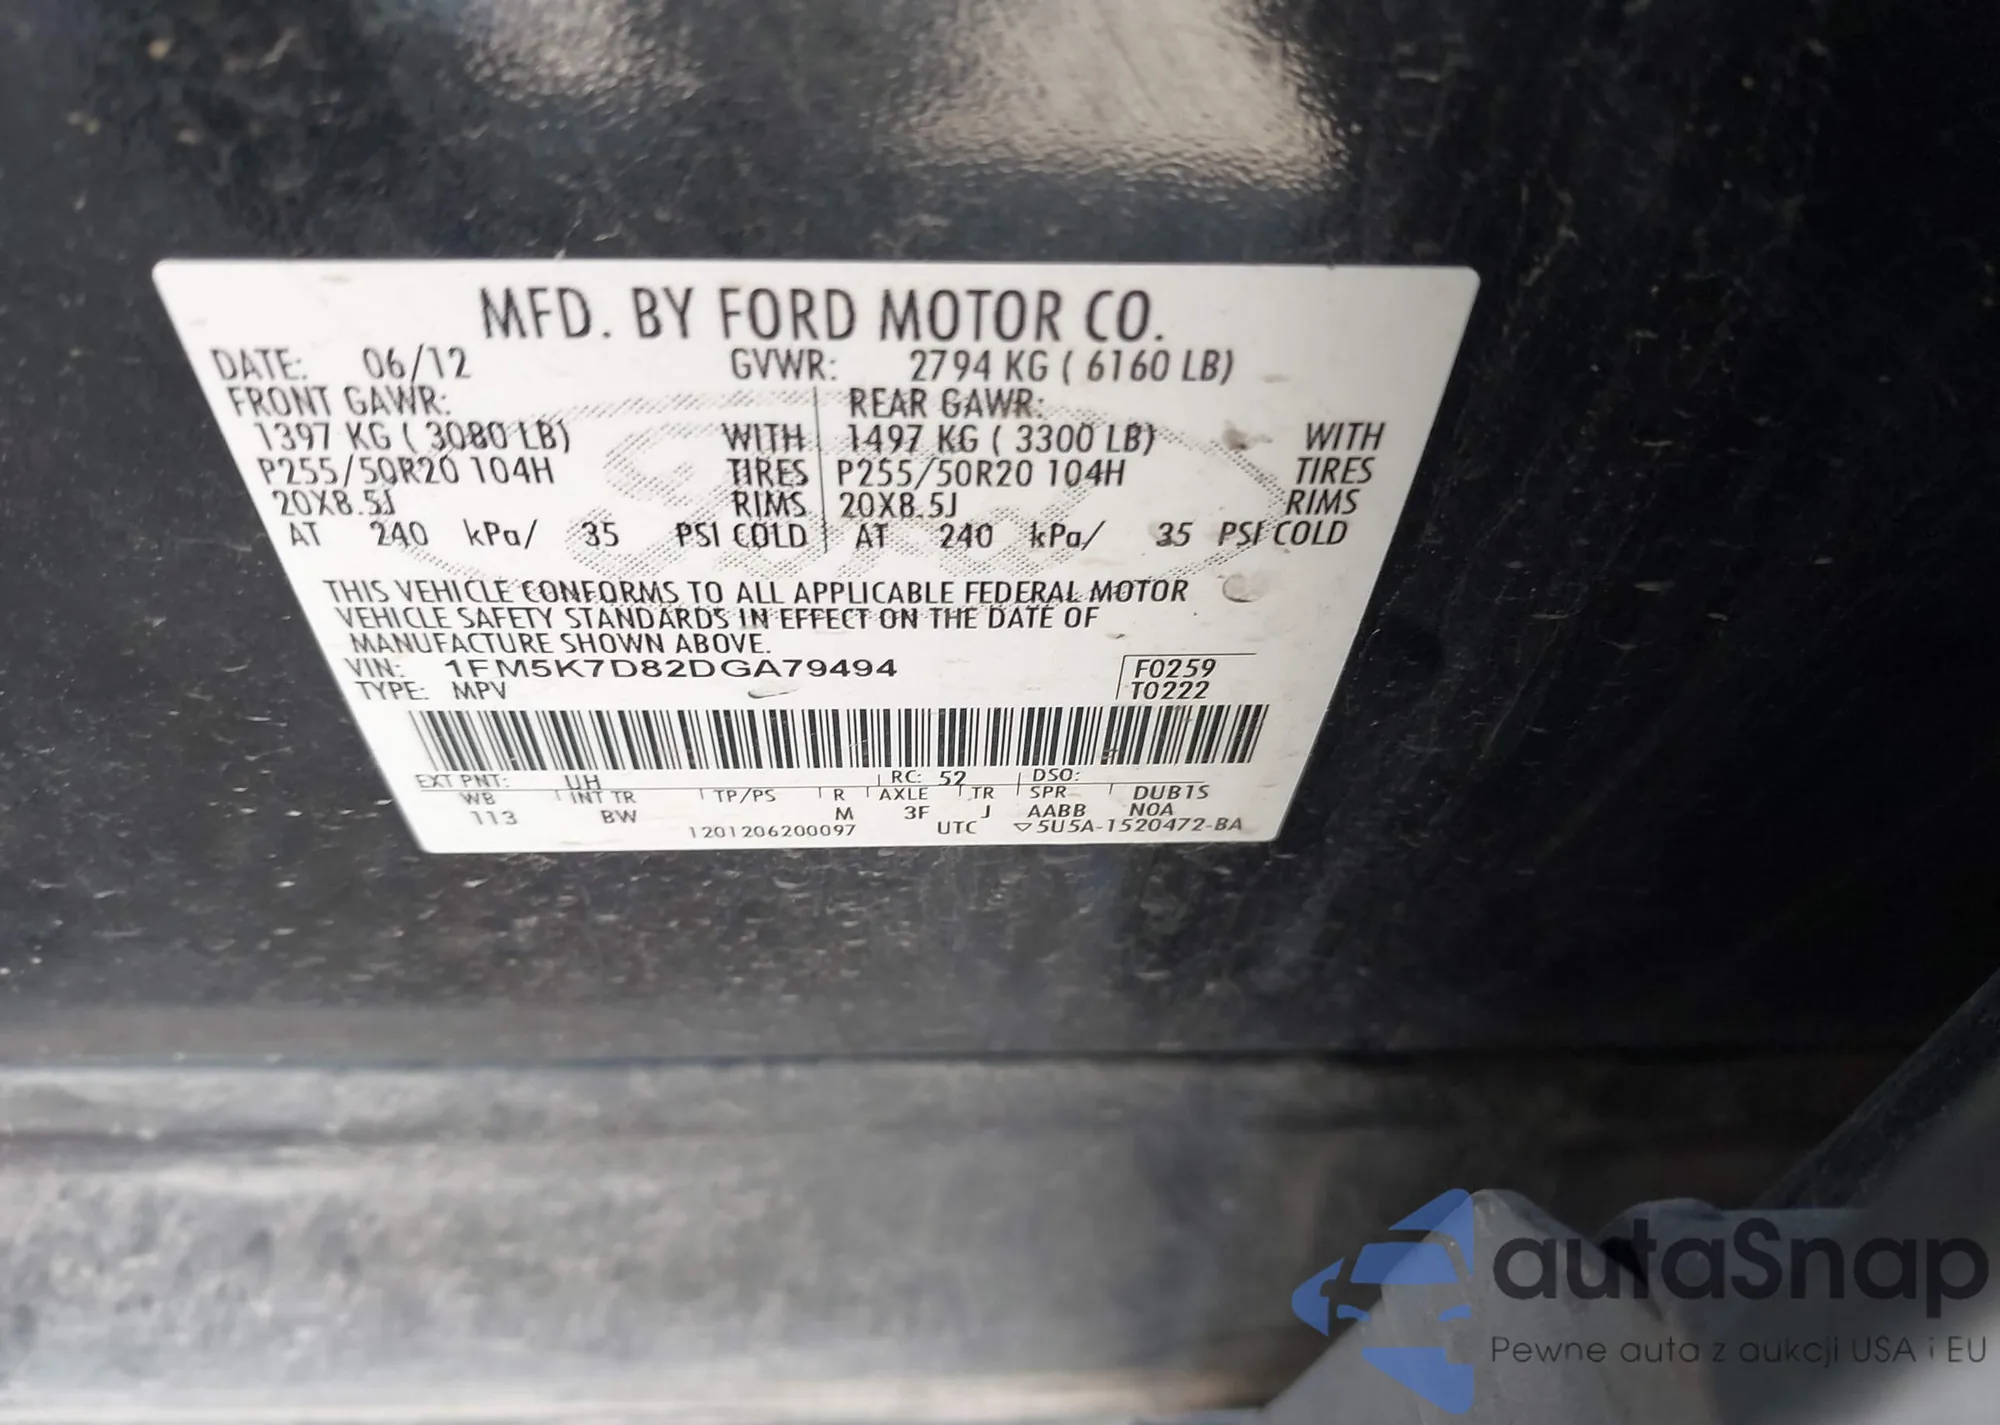 MFD. BY FORD MOTOR CO.
DATE: 06/12 GVWR: 2794 KG ( 6160 LB)
FRONT GAWR: REAR GAWR:
1397 KG ( 3080 LB) WITH 1497 KG ( 3300 LB) WITH
P255/50R20 104H TIRES P255/50R20 104H TIRES
20X8.5J RIMS 20X8.5J RIMS
AT 240 kPa/ 35 PSI COLD AT 240 kPa/ 35 PSI COLD
THIS VEHICLE CONFORMS TO ALL APPLICABLE FEDERAL MOTOR
VEHICLE SAFETY STANDARDS IN EFFECT ON THE DATE OF
MANUFACTURE SHOWN ABOVE.
VIN: 1FM5K7D82DGA79494 F0259
TYPE: MPV T0222
EXT PNT: UH RC: 52 DSO:
WB INT TR TP/PS R AXLE TR SPR DUB1S
113 BW M 3F J AABB N0A
1201206200097 UTC ▽5U5A-1520472-BA
autaSnap
Pewne auta z aukcji USA i EU